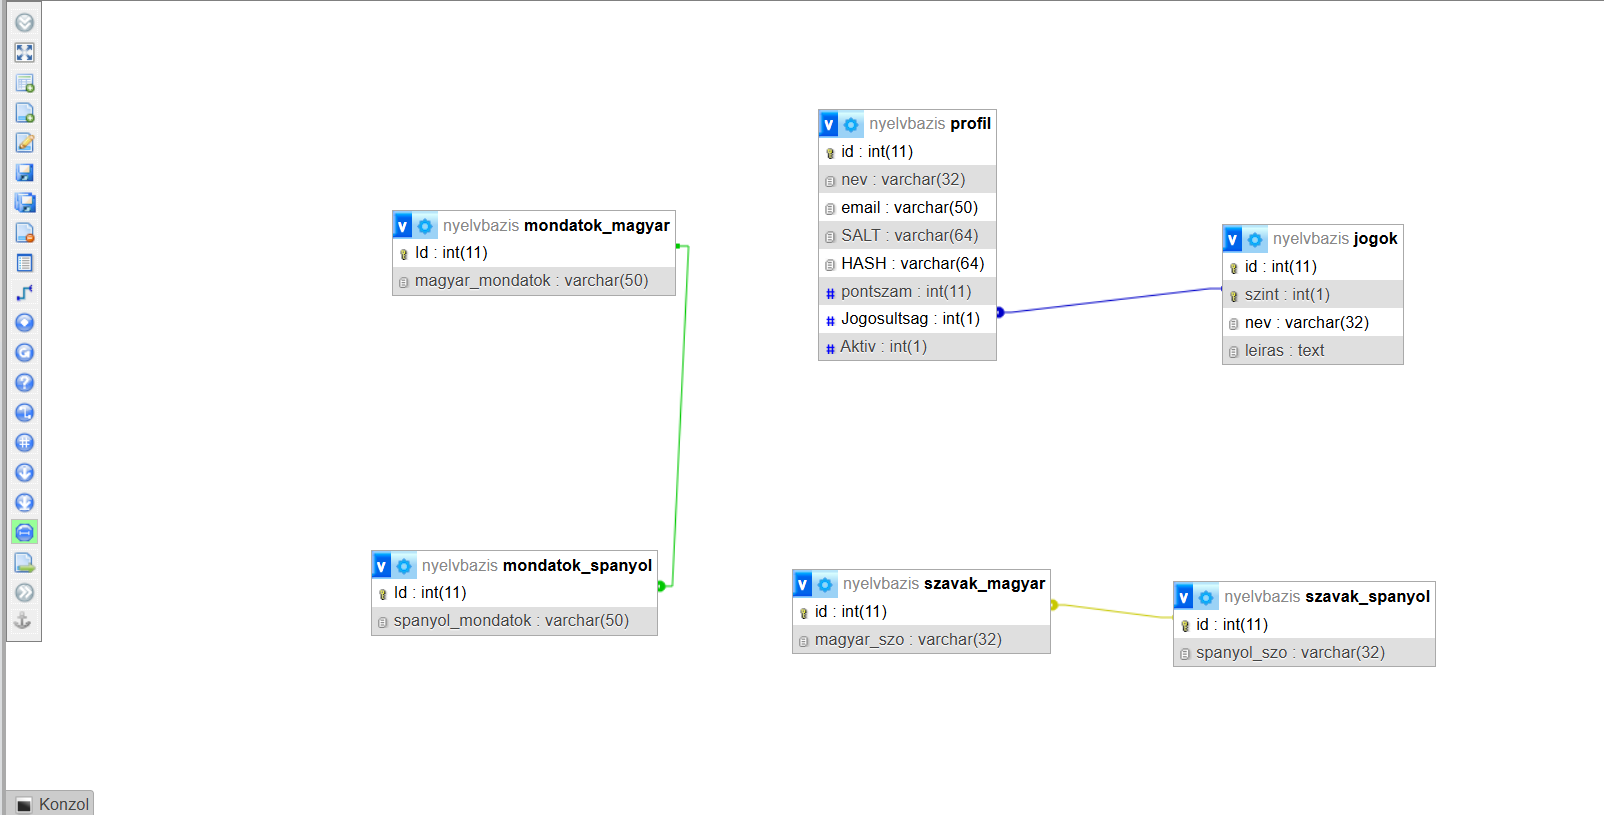 nyelvbazis profil
id : int(11)
nev : varchar(32)
email : varchar(50)
SALT : varchar(64)
HASH : varchar(64)
pontszam : int(11)
Jogosultsag : int(1)
Aktiv : int(1)
nyelvbazis mondatok_magyar
Id : int(11)
magyar_mondatok : varchar(50)
nyelvbazis jogok
id : int(11)
szint : int(1)
nev : varchar(32)
leiras : text
nyelvbazis mondatok_spanyol
Id : int(11)
spanyol_mondatok : varchar(50)
nyelvbazis szavak_magyar
id : int(11)
magyar_szo : varchar(32)
nyelvbazis szavak_spanyol
id : int(11)
spanyol_szo : varchar(32)
Konzol